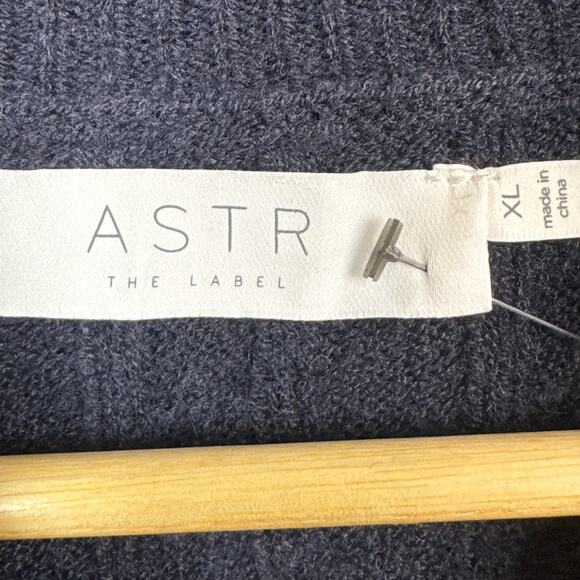 ASTR
THE LABEL
XL
made in
china